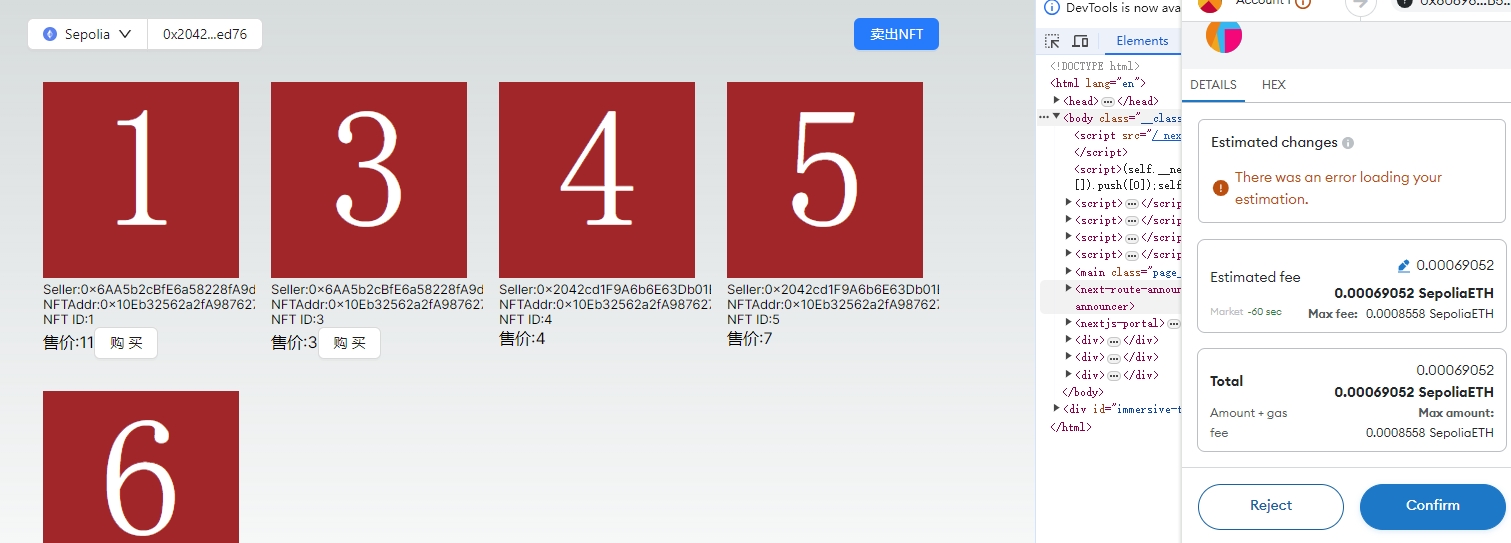 Sepolia
0x2042...ed76
卖出NFT
1
3
4
5
Seller:0×6AA5b2cBfE6a58228fA9d
NFTAddr:0×10Eb32562a2fA987627
NFT ID:1
售价:11
购 买
Seller:0×6AA5b2cBfE6a58228fA9d
NFTAddr:0×10Eb32562a2fA987627
NFT ID:3
售价:3
购 买
Seller:0×2042cd1F9A6b6E63Db01
NFTAddr:0×10Eb32562a2fA987627
NFT ID:4
售价:4
Seller:0×2042cd1F9A6b6E63Db01
NFTAddr:0×10Eb32562a2fA987627
NFT ID:5
售价:7
6
DevTools is now ava
Elements
<!DOCTYPE html>
<html lang="en">
<head> </head>
<body class="__class
<script src="/_nex
</script>
<script>(self.__ne
[]).push([0]);self
<script> </scrip
<script> </scrip
<script> </scrip
<script> </scrip
<main class="page_
<next-route-annou
announcer>
<nextjs-portal>
<div> </div>
<div> </div>
<div> </div>
</body>
<div id="immersive-t
</html>
Account 1
DETAILS
HEX
Estimated changes
There was an error loading your
estimation.
Estimated fee
0.00069052
0.00069052 SepoliaETH
Market ~60 sec
Max fee: 0.0008558 SepoliaETH
Total
0.00069052
0.00069052 SepoliaETH
Amount + gas
fee
Max amount:
0.0008558 SepoliaETH
Reject
Confirm